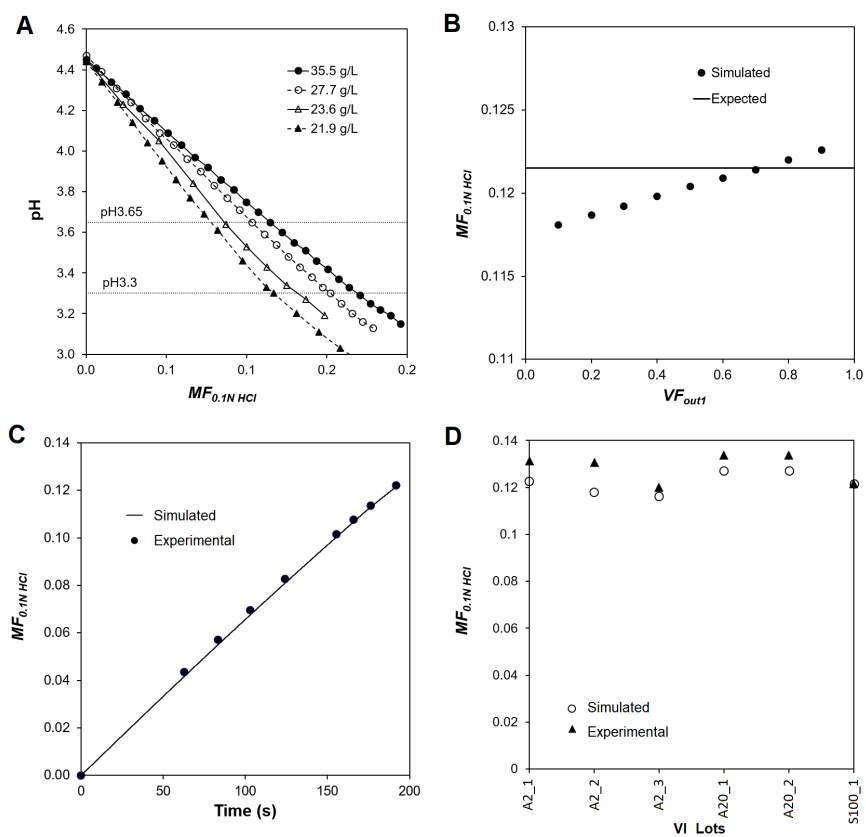 A
4.6
4.4
4.2
4.0
3.8
3.6
3.4
3.2
3.0
pH
35.5 g/L
27.7 g/L
23.6 g/L
21.9 g/L
pH3.65
pH3.3
0.0
0.1
0.1
0.2
0.2
MF0.1N HCl
B
0.13
0.125
0.12
0.115
0.11
MF0.1N HCl
Simulated
Expected
0.0
0.2
0.4
0.6
0.8
1.0
VFout1
C
0.14
0.12
0.10
0.08
0.06
0.04
0.02
0.00
MF0.1N HCl
Simulated
Experimental
0
50
100
150
200
Time (s)
D
0.14
0.12
0.1
0.08
0.06
0.04
0.02
0
MF0.1N HCl
Simulated
Experimental
A2_1
A2_2
A2_3
A20_1
A20_2
S100_1
VI Lots